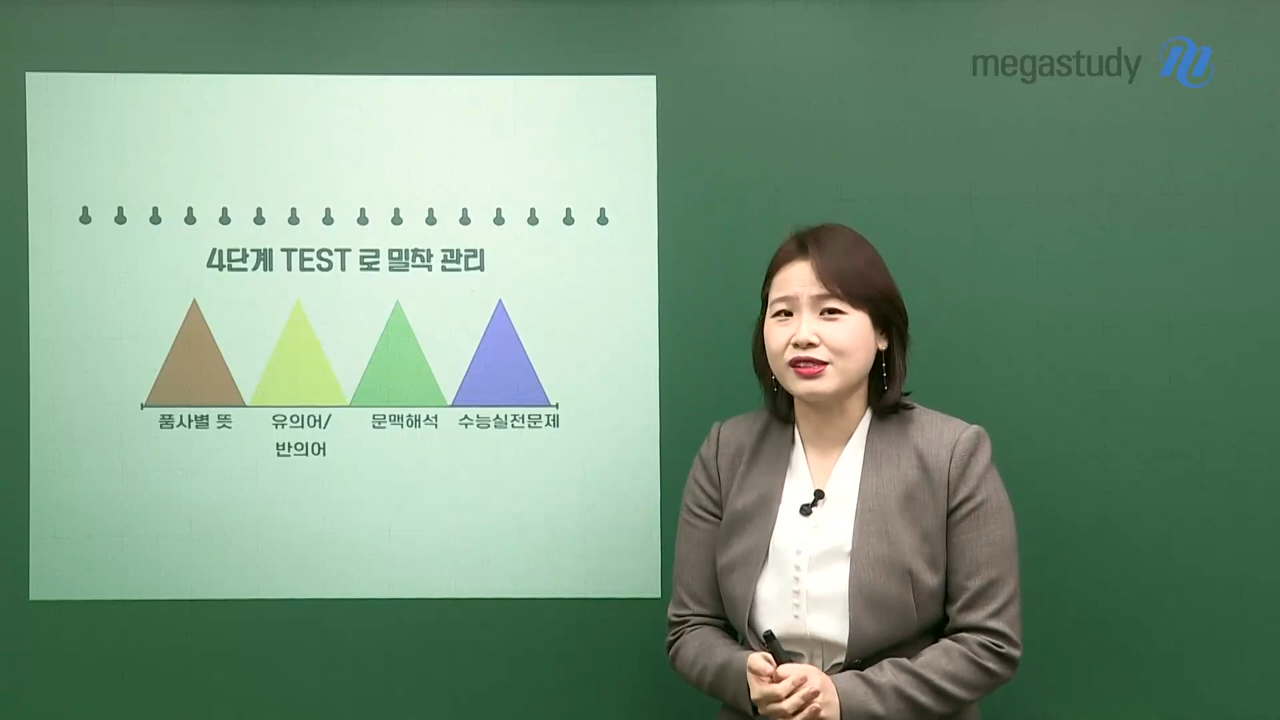 megastudy
4단계 TEST 로 밀착 관리
품사별 뜻
유의어/
반의어
문맥해석
수능실전문제